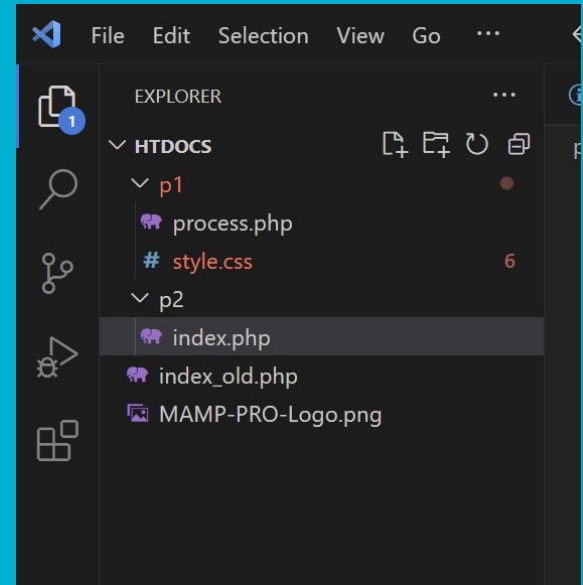 File Edit Selection View Go ···
EXPLORER ···
1
HTDOCS
p1
process.php
# style.css 6
p2
index.php
index_old.php
MAMP-PRO-Logo.png